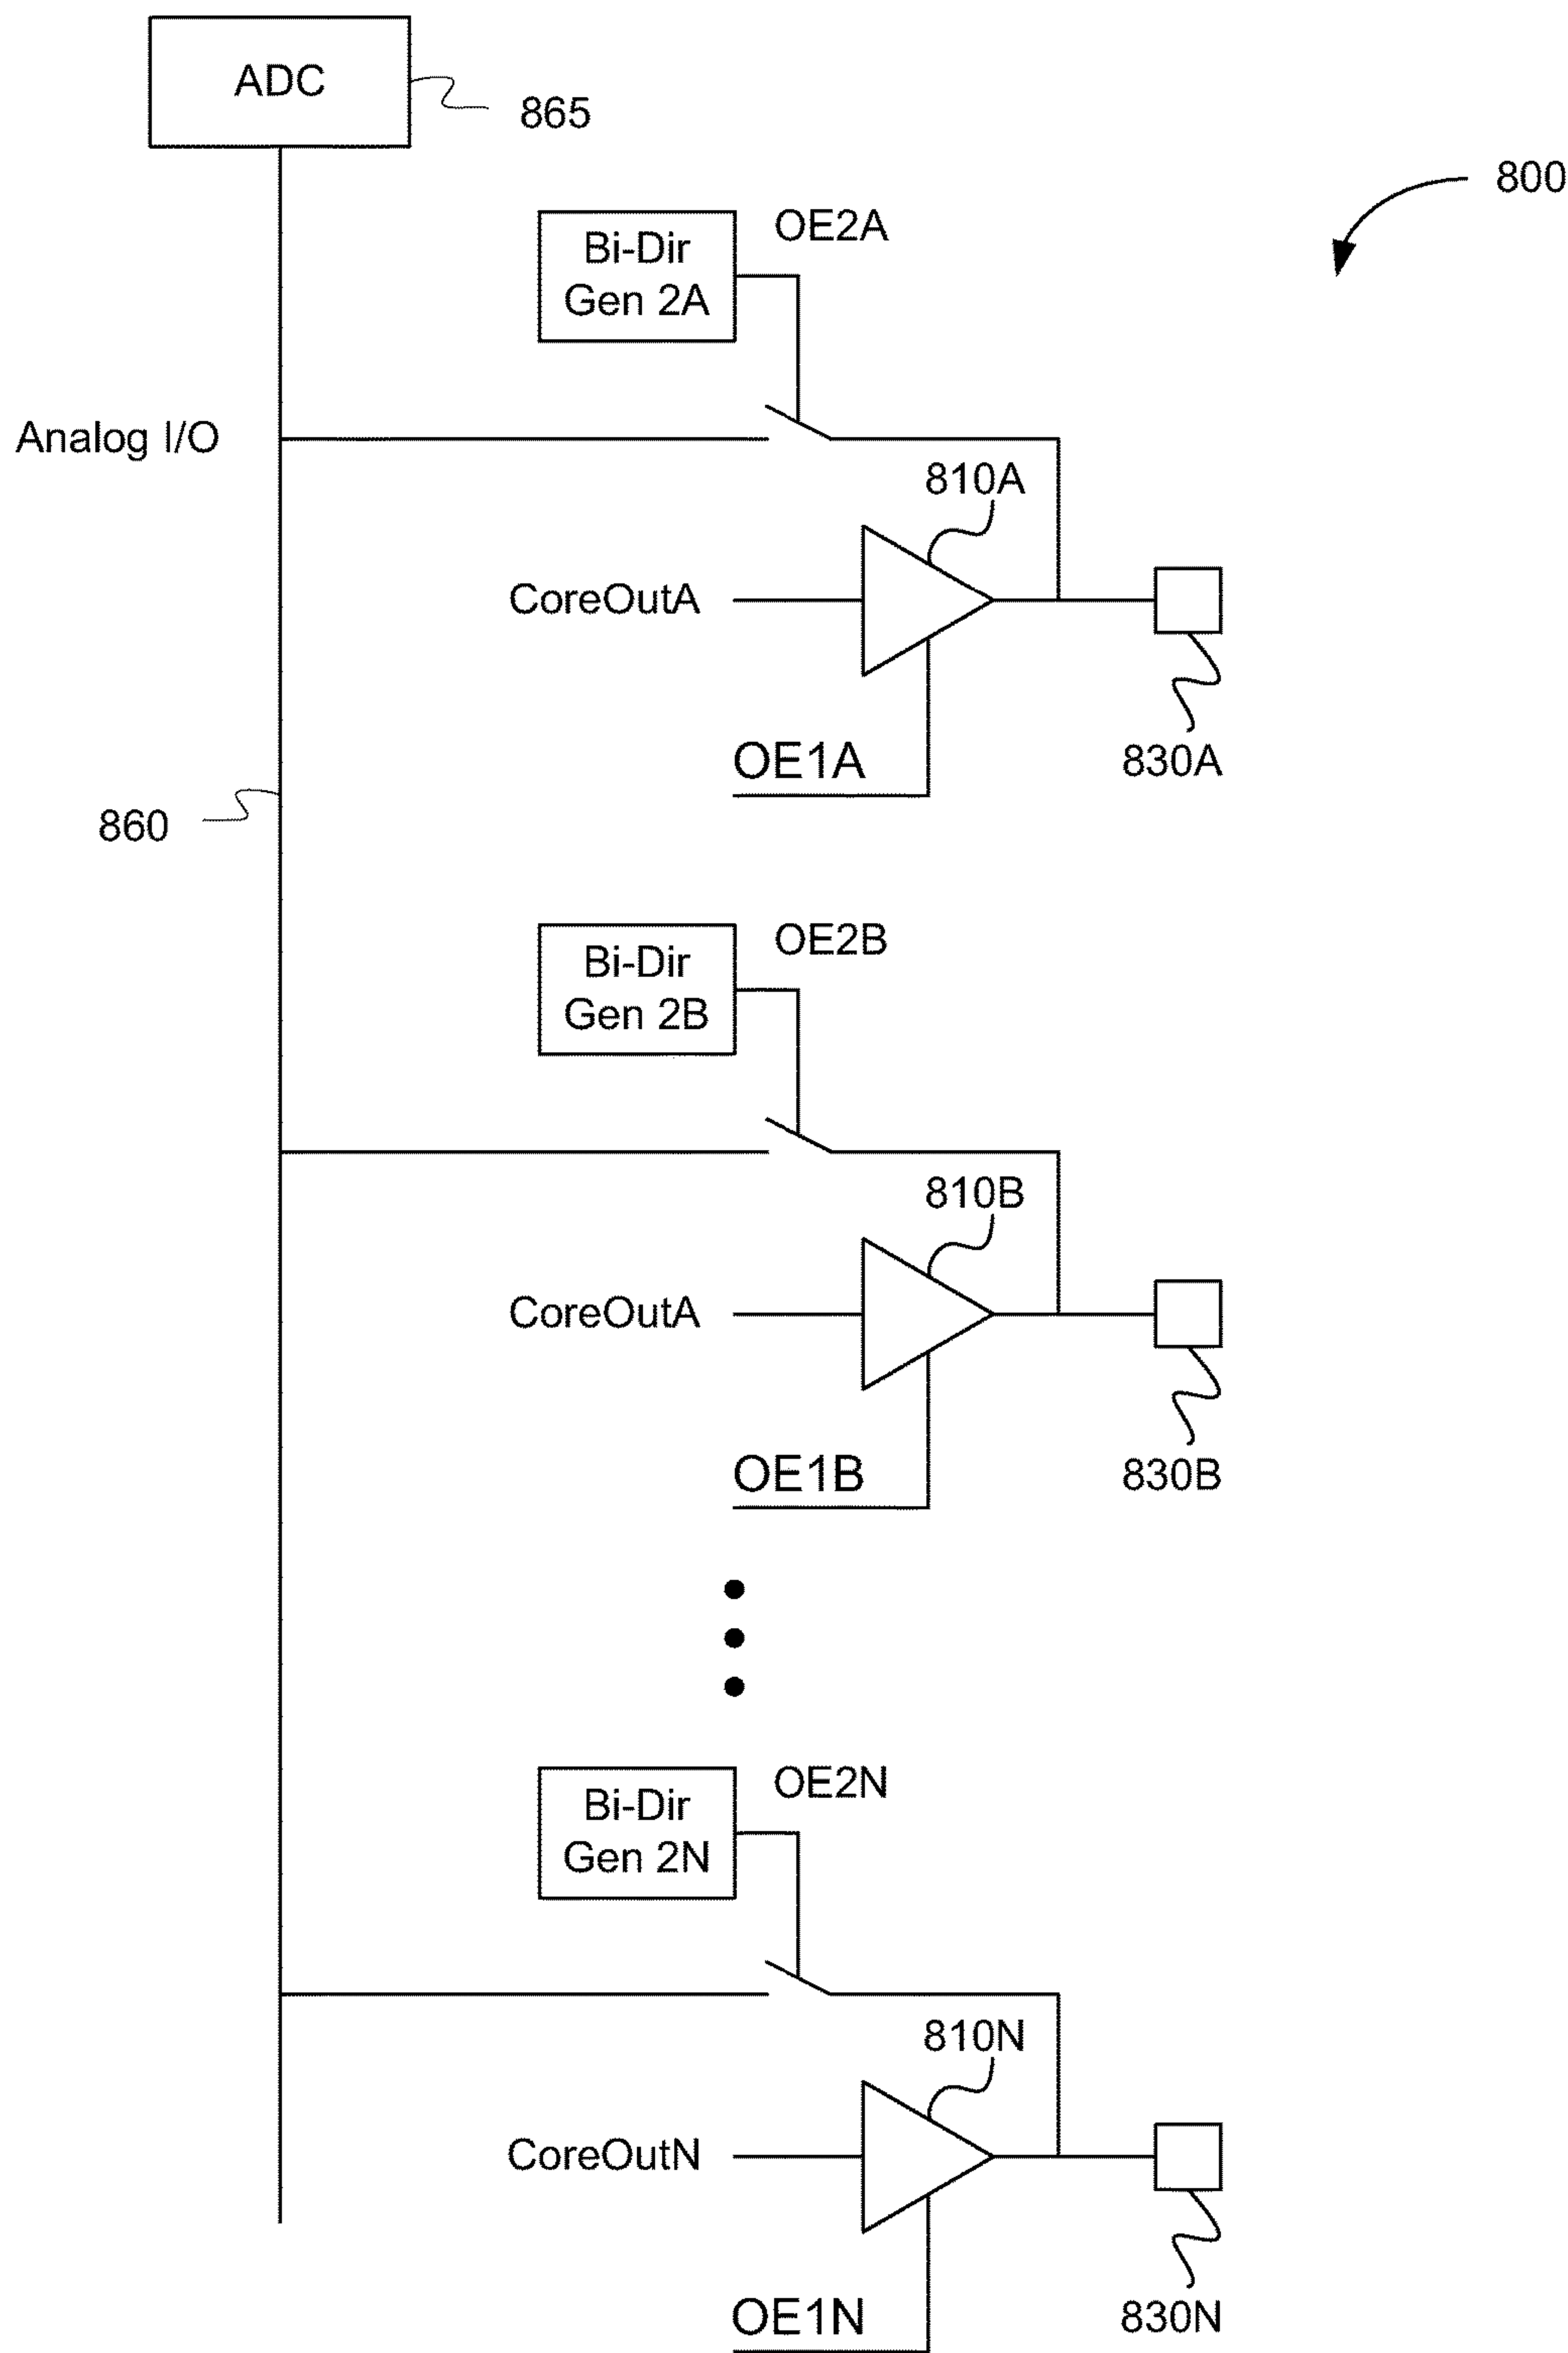 ADC
865
800
Bi-Dir
Gen 2A
OE2A
Analog I/O
810A
CoreOutA
OE1A
830A
860
Bi-Dir
Gen 2B
OE2B
810B
CoreOutA
OE1B
830B
Bi-Dir
Gen 2N
OE2N
810N
CoreOutN
OE1N
830N